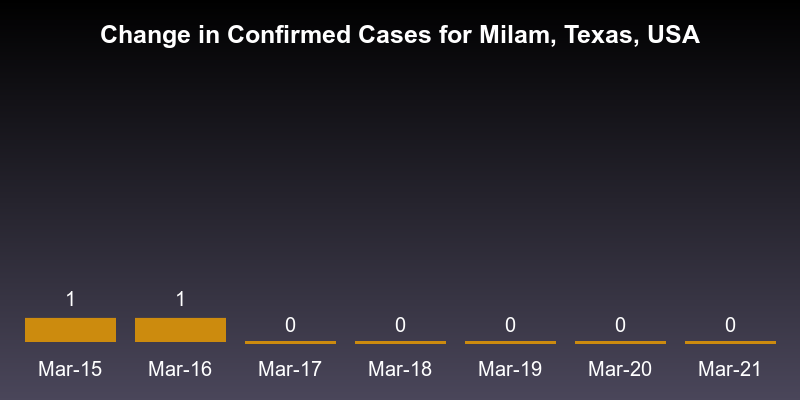 Change in Confirmed Cases for Milam, Texas, USA
1 1 0 0 0 0 0
Mar-15 Mar-16 Mar-17 Mar-18 Mar-19 Mar-20 Mar-21